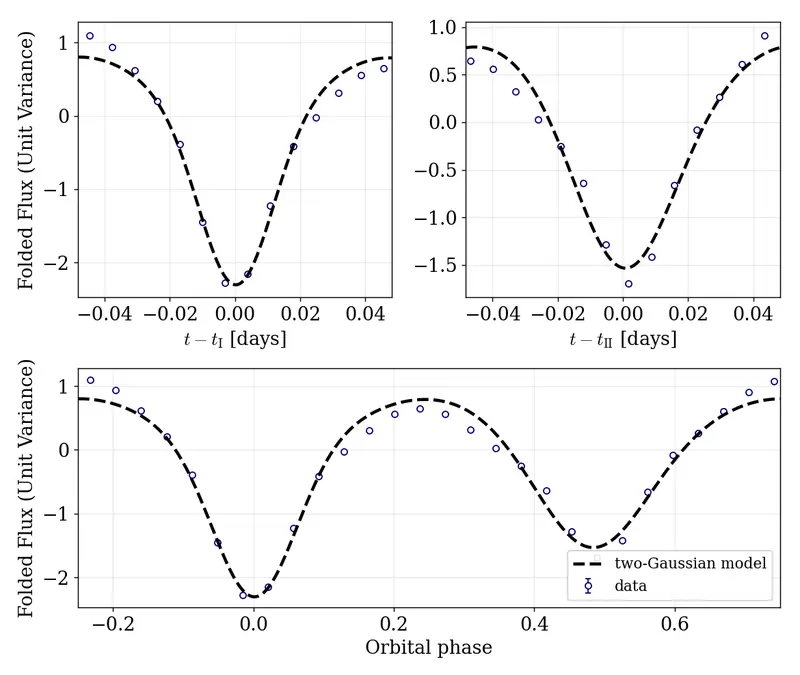 Folded Flux (Unit Variance)
1
0
−1
−2
−0.04 −0.02 0.00 0.02 0.04
t − t_I [days]
1.0
0.5
0.0
−0.5
−1.0
−1.5
−0.04 −0.02 0.00 0.02 0.04
t − t_II [days]
Folded Flux (Unit Variance)
1
0
−1
−2
−0.2 0.0 0.2 0.4 0.6
Orbital phase
two-Gaussian model
data